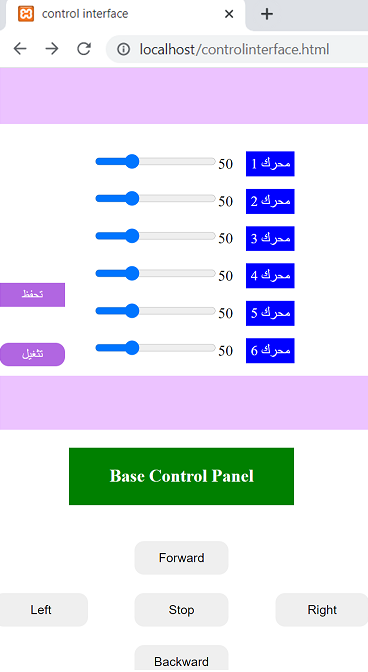 control interface
localhost/controlinterface.html
50 محرك 1
50 محرك 2
50 محرك 3
50 محرك 4
تحفظ
50 محرك 5
تثغيل
50 محرك 6
Base Control Panel
Forward
Left Stop Right
Backward